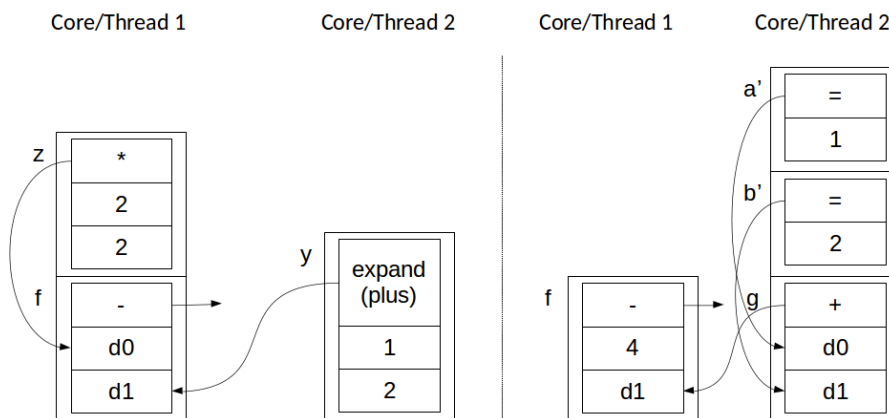 Core/Thread 1
Core/Thread 2
z
*
2
2
f
-
d0
d1
y
expand
(plus)
1
2
Core/Thread 1
Core/Thread 2
f
-
4
d1
a'
=
1
b'
=
2
g
+
d0
d1